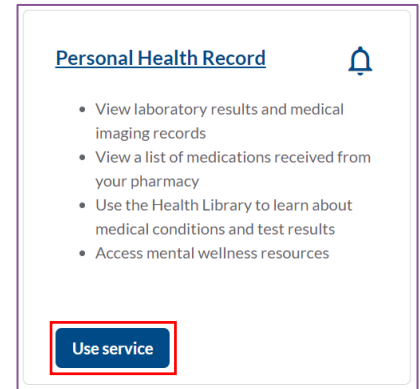 Personal Health Record
• View laboratory results and medical
imaging records
• View a list of medications received from
your pharmacy
• Use the Health Library to learn about
medical conditions and test results
• Access mental wellness resources
Use service